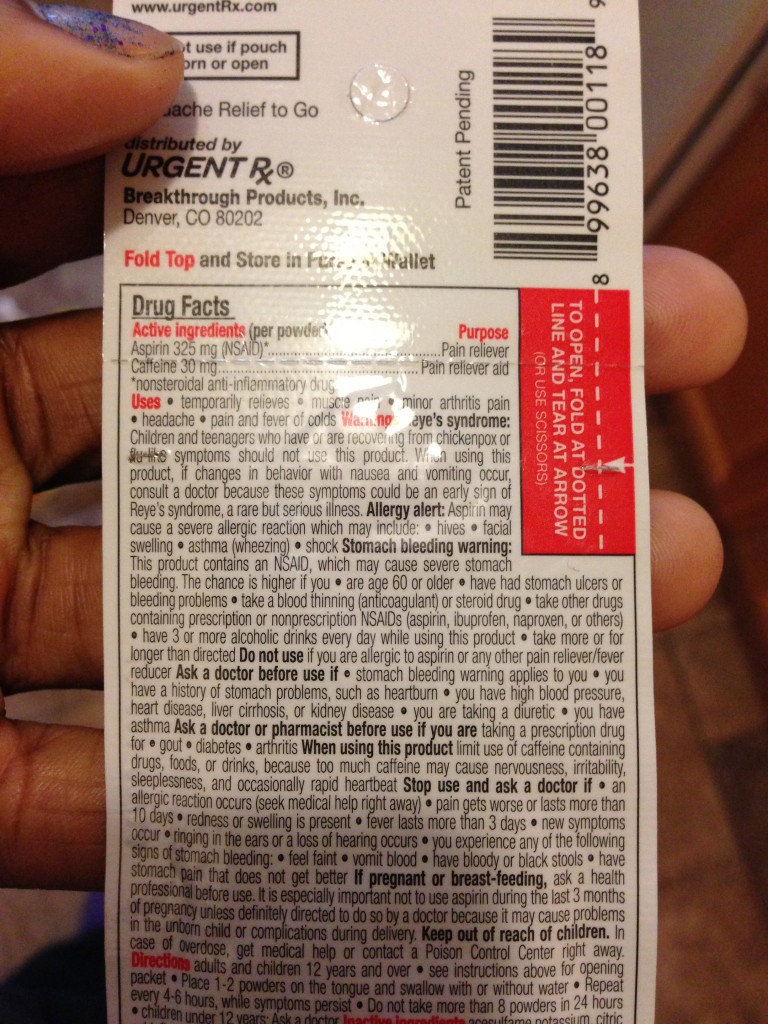 www.urgentRx.com
t use if pouch
orn or open
ache Relief to Go
distributed by
URGENT Rx®
Breakthrough Products, Inc.
Denver, CO 80202
Fold Top and Store in Wallet
Patent Pending
8 99638 00118 9
TO OPEN, FOLD AT DOTTED
LINE AND TEAR AT ARROW
(OR USE SCISSORS)
Drug Facts
Active ingredients (per powder) Purpose
Aspirin 325 mg (NSAID)*..............................Pain reliever
Caffeine 30 mg..............................Pain reliever aid
*nonsteroidal anti-inflammatory drug
Uses • temporarily relieves • muscle pain • minor arthritis pain
• headache • pain and fever of colds Warning Reye's syndrome:
Children and teenagers who have or are recovering from chickenpox or
flu-like symptoms should not use this product. When using this
product, if changes in behavior with nausea and vomiting occur,
consult a doctor because these symptoms could be an early sign of
Reye's syndrome, a rare but serious illness. Allergy alert: Aspirin may
cause a severe allergic reaction which may include: • hives • facial
swelling • asthma (wheezing) • shock Stomach bleeding warning:
This product contains an NSAID, which may cause severe stomach
bleeding. The chance is higher if you • are age 60 or older • have had stomach ulcers or
bleeding problems • take a blood thinning (anticoagulant) or steroid drug • take other drugs
containing prescription or nonprescription NSAIDs (aspirin, ibuprofen, naproxen, or others)
• have 3 or more alcoholic drinks every day while using this product • take more or for
longer than directed Do not use if you are allergic to aspirin or any other pain reliever/fever
reducer Ask a doctor before use if • stomach bleeding warning applies to you • you
have a history of stomach problems, such as heartburn • you have high blood pressure,
heart disease, liver cirrhosis, or kidney disease • you are taking a diuretic • you have
asthma Ask a doctor or pharmacist before use if you are taking a prescription drug
for • gout • diabetes • arthritis When using this product limit use of caffeine containing
drugs, foods, or drinks, because too much caffeine may cause nervousness, irritability,
sleeplessness, and occasionally rapid heartbeat Stop use and ask a doctor if • an
allergic reaction occurs (seek medical help right away) • pain gets worse or lasts more than
10 days • redness or swelling is present • fever lasts more than 3 days • new symptoms
occur • ringing in the ears or a loss of hearing occurs • you experience any of the following
signs of stomach bleeding: • feel faint • vomit blood • have bloody or black stools • have
stomach pain that does not get better If pregnant or breast-feeding, ask a health
professional before use. It is especially important not to use aspirin during the last 3 months
of pregnancy unless definitely directed to do so by a doctor because it may cause problems
in the unborn child or complications during delivery. Keep out of reach of children. In
case of overdose, get medical help or contact a Poison Control Center right away.
Directions adults and children 12 years and over • see instructions above for opening
packet • Place 1-2 powders on the tongue and swallow with or without water • Repeat
every 4-6 hours, while symptoms persist • Do not take more than 8 powders in 24 hours
• children under 12 years: Ask a doctor Inactive ingredients acesulfame potassium, citric